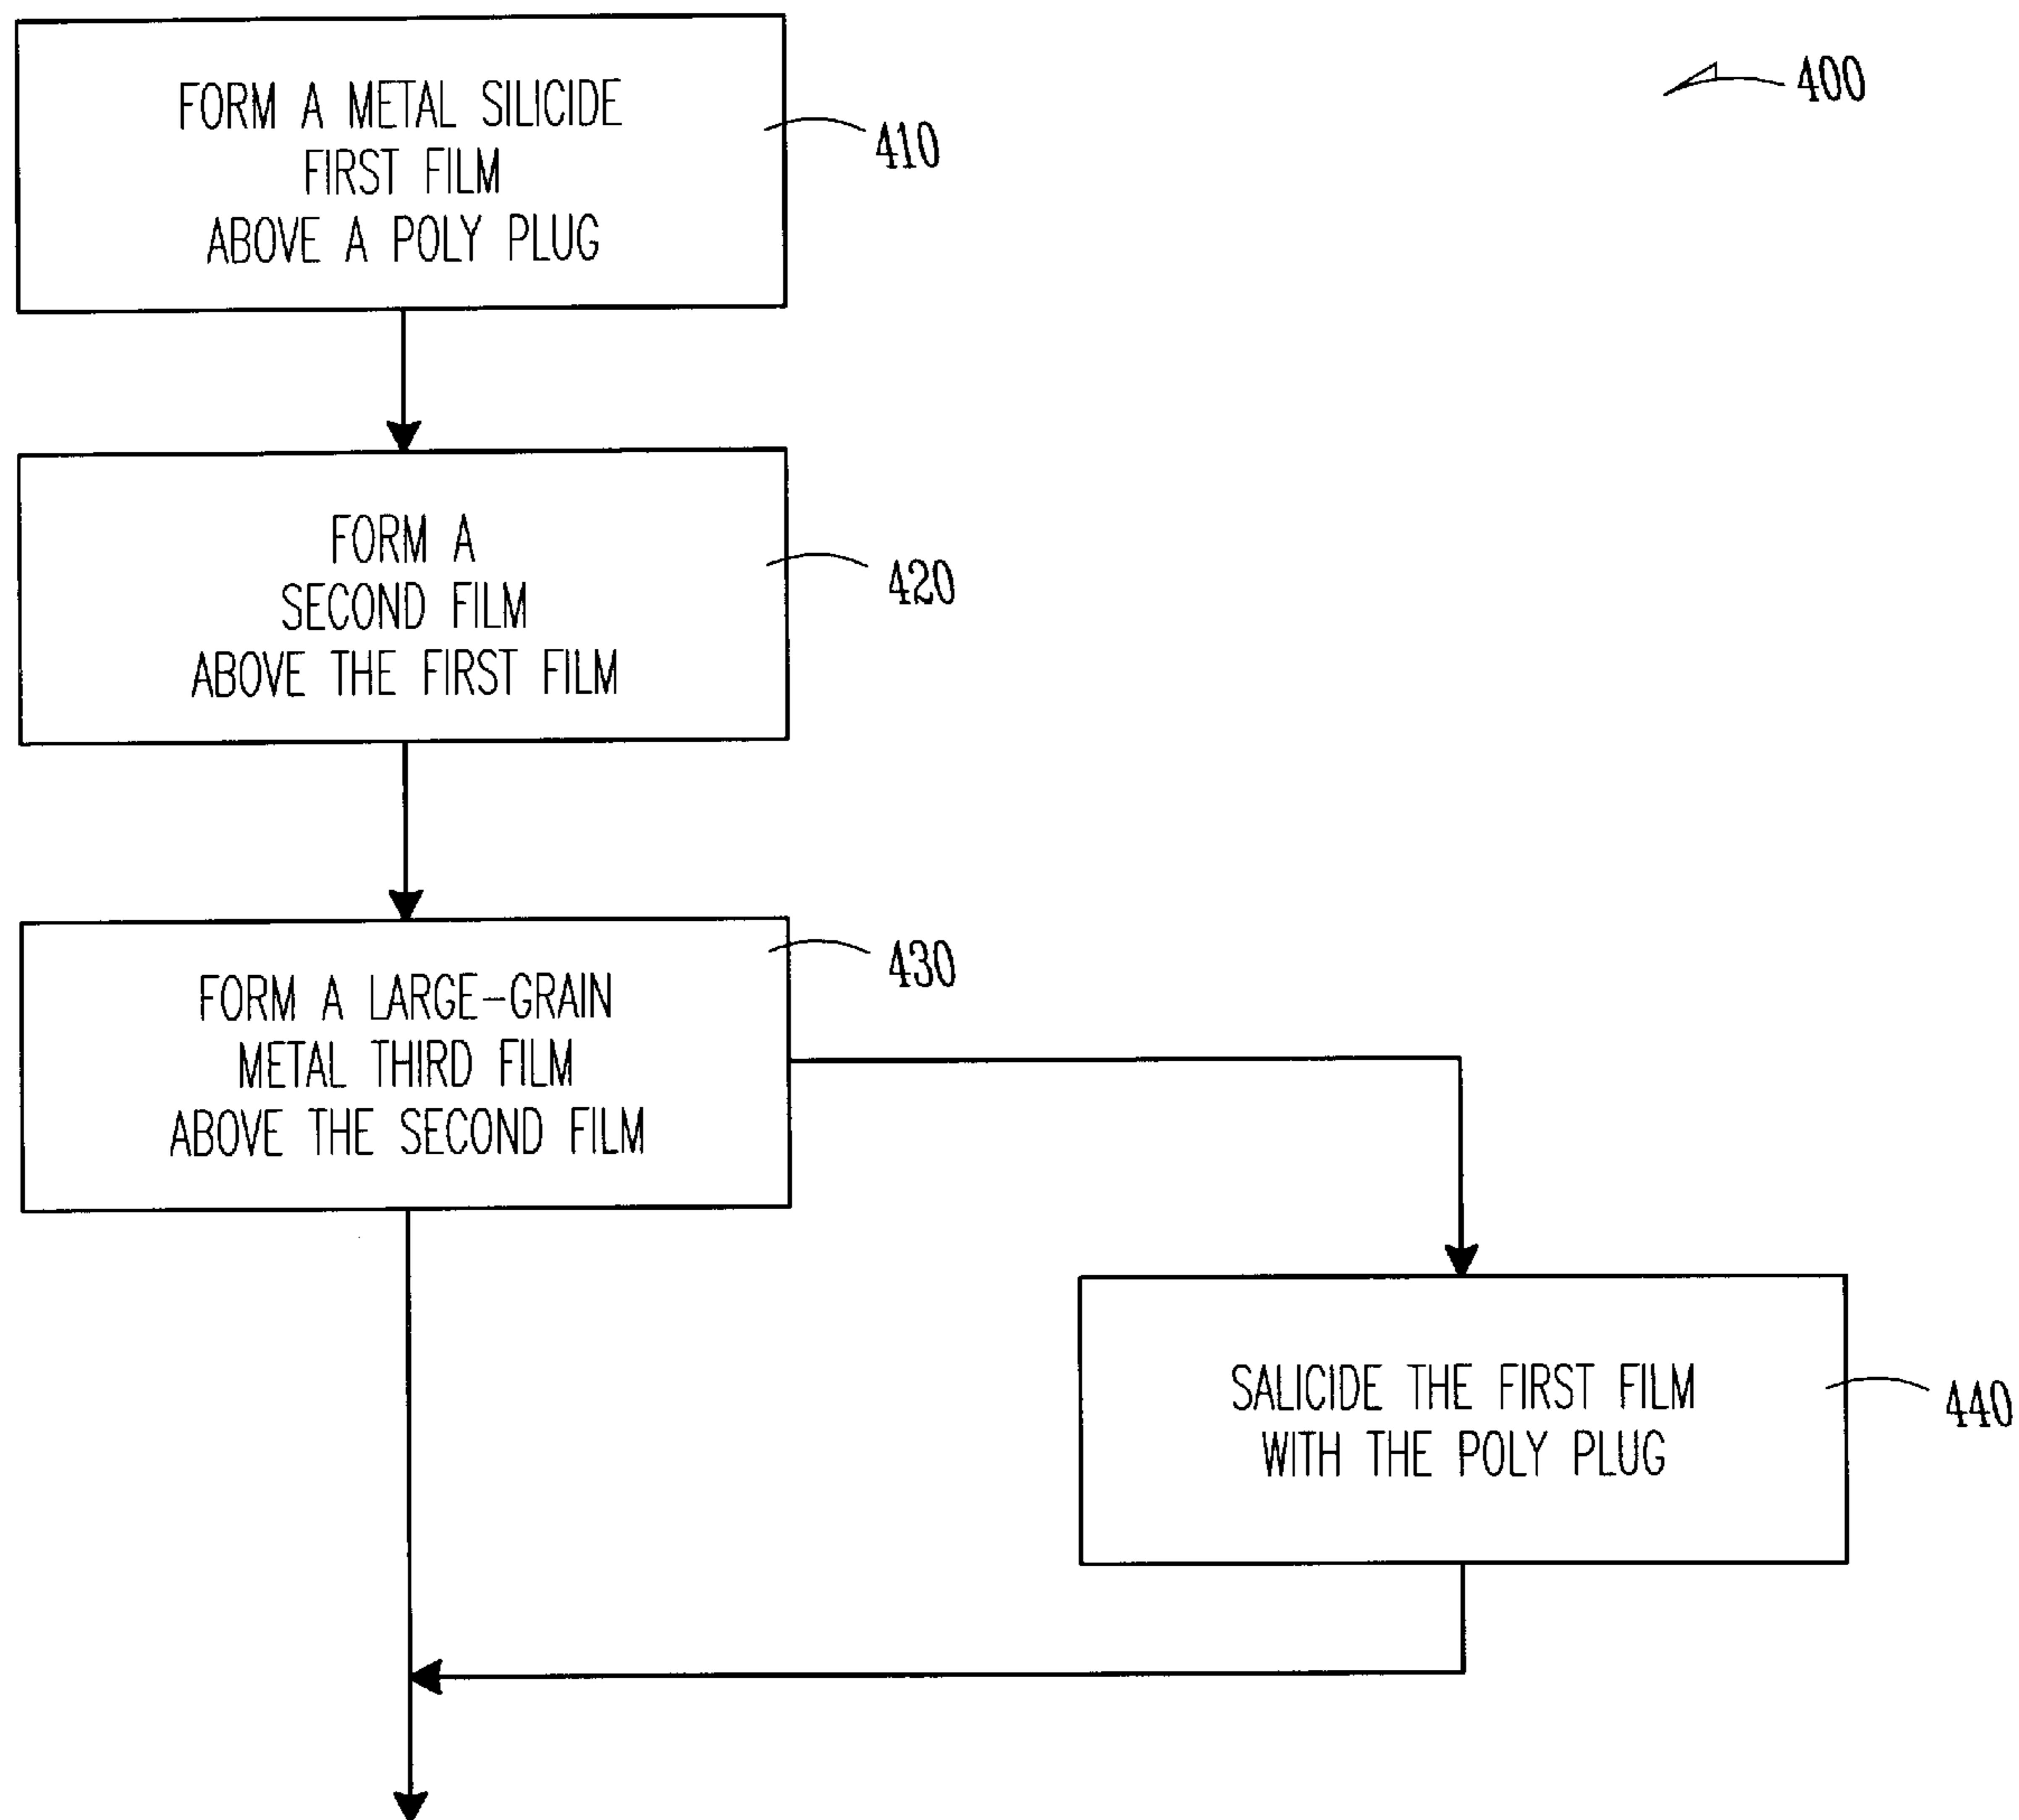 400
FORM A METAL SILICIDE
FIRST FILM
ABOVE A POLY PLUG
410
FORM A
SECOND FILM
ABOVE THE FIRST FILM
420
FORM A LARGE-GRAIN
METAL THIRD FILM
ABOVE THE SECOND FILM
430
SALICIDE THE FIRST FILM
WITH THE POLY PLUG
440